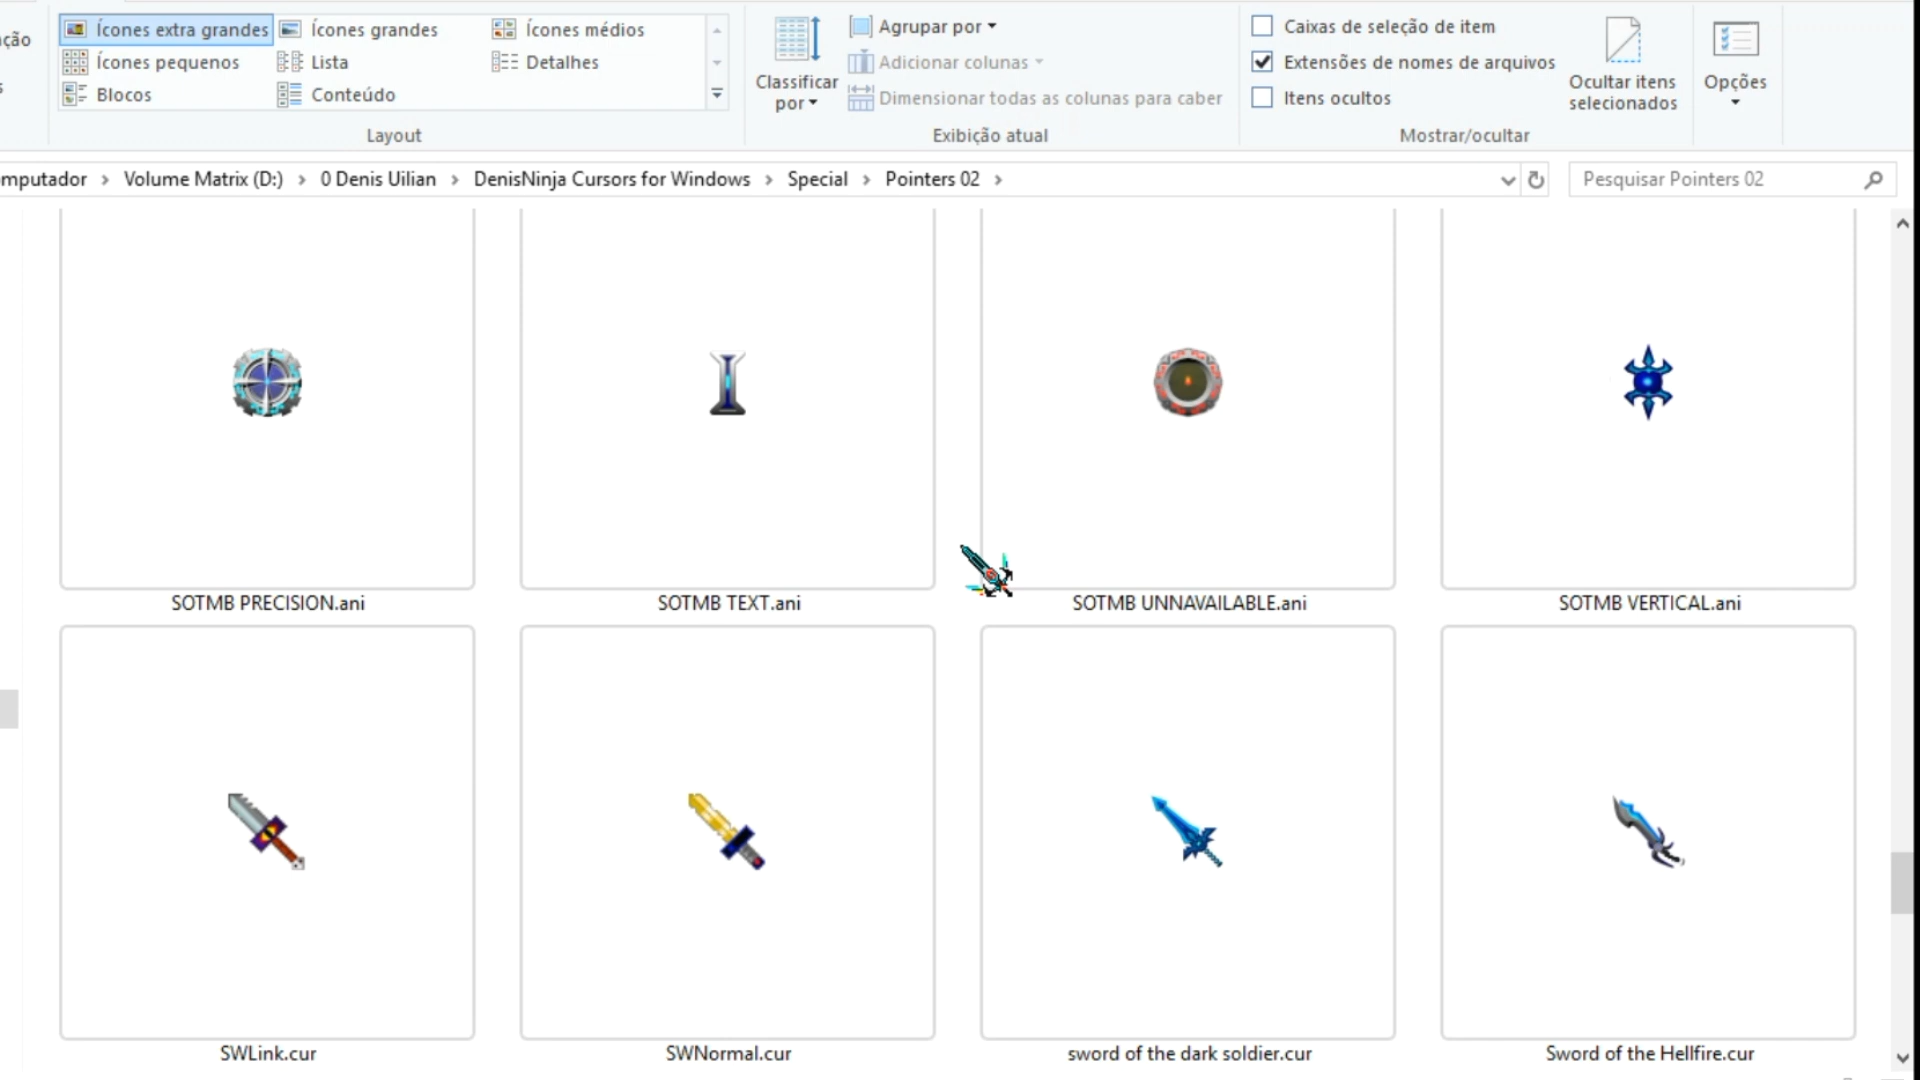 ção
s
Ícones extra grandes
Ícones grandes
Ícones médios
Ícones pequenos
Lista
Detalhes
Blocos
Conteúdo
Layout
Classificar
por
Agrupar por
Adicionar colunas
Dimensionar todas as colunas para caber
Exibição atual
Caixas de seleção de item
Extensões de nomes de arquivos
Itens ocultos
Ocultar itens
selecionados
Mostrar/ocultar
Opções
mputador > Volume Matrix (D:) > 0 Denis Uilian > DenisNinja Cursors for Windows > Special > Pointers 02 >
Pesquisar Pointers 02
SOTMB PRECISION.ani
SOTMB TEXT.ani
SOTMB UNNAVAILABLE.ani
SOTMB VERTICAL.ani
SWLink.cur
SWNormal.cur
sword of the dark soldier.cur
Sword of the Hellfire.cur